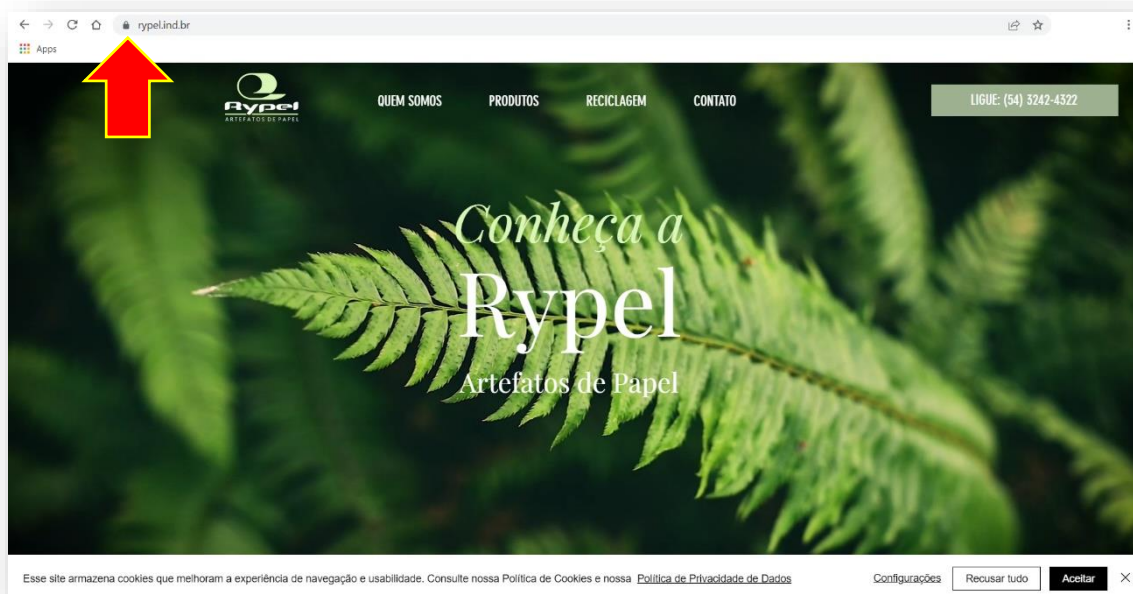 rypel.ind.br
Apps
Rypel
ARTEFATOS DE PAPEL
QUEM SOMOS PRODUTOS RECICLAGEM CONTATO
LIGUE: (54) 3242-4322
Conheça a
Rypel
Artefatos de Papel
Esse site armazena cookies que melhoram a experiência de navegação e usabilidade. Consulte nossa Política de Cookies e nossa Política de Privacidade de Dados Configurações Recusar tudo Aceitar